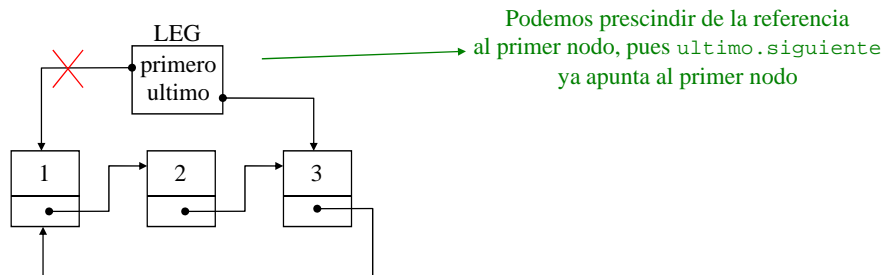 LEG
primero
ultimo
Podemos prescindir de la referencia
al primer nodo, pues ultimo.siguiente
ya apunta al primer nodo
1
2
3